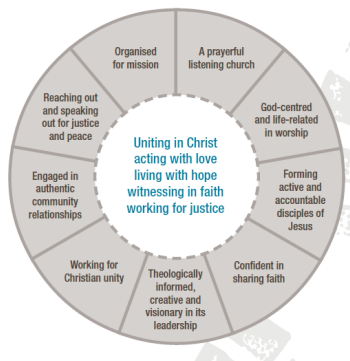 Organised
for mission
A prayerful
listening church
God-centred
and life-related
in worship
Forming
active and
accountable
disciples of
Jesus
Confident in
sharing faith
Theologically
informed,
creative and
visionary in its
leadership
Working for
Christian unity
Engaged in
authentic
community
relationships
Reaching out
and speaking
out for justice
and peace
Uniting in Christ
acting with love
living with hope
witnessing in faith
working for justice